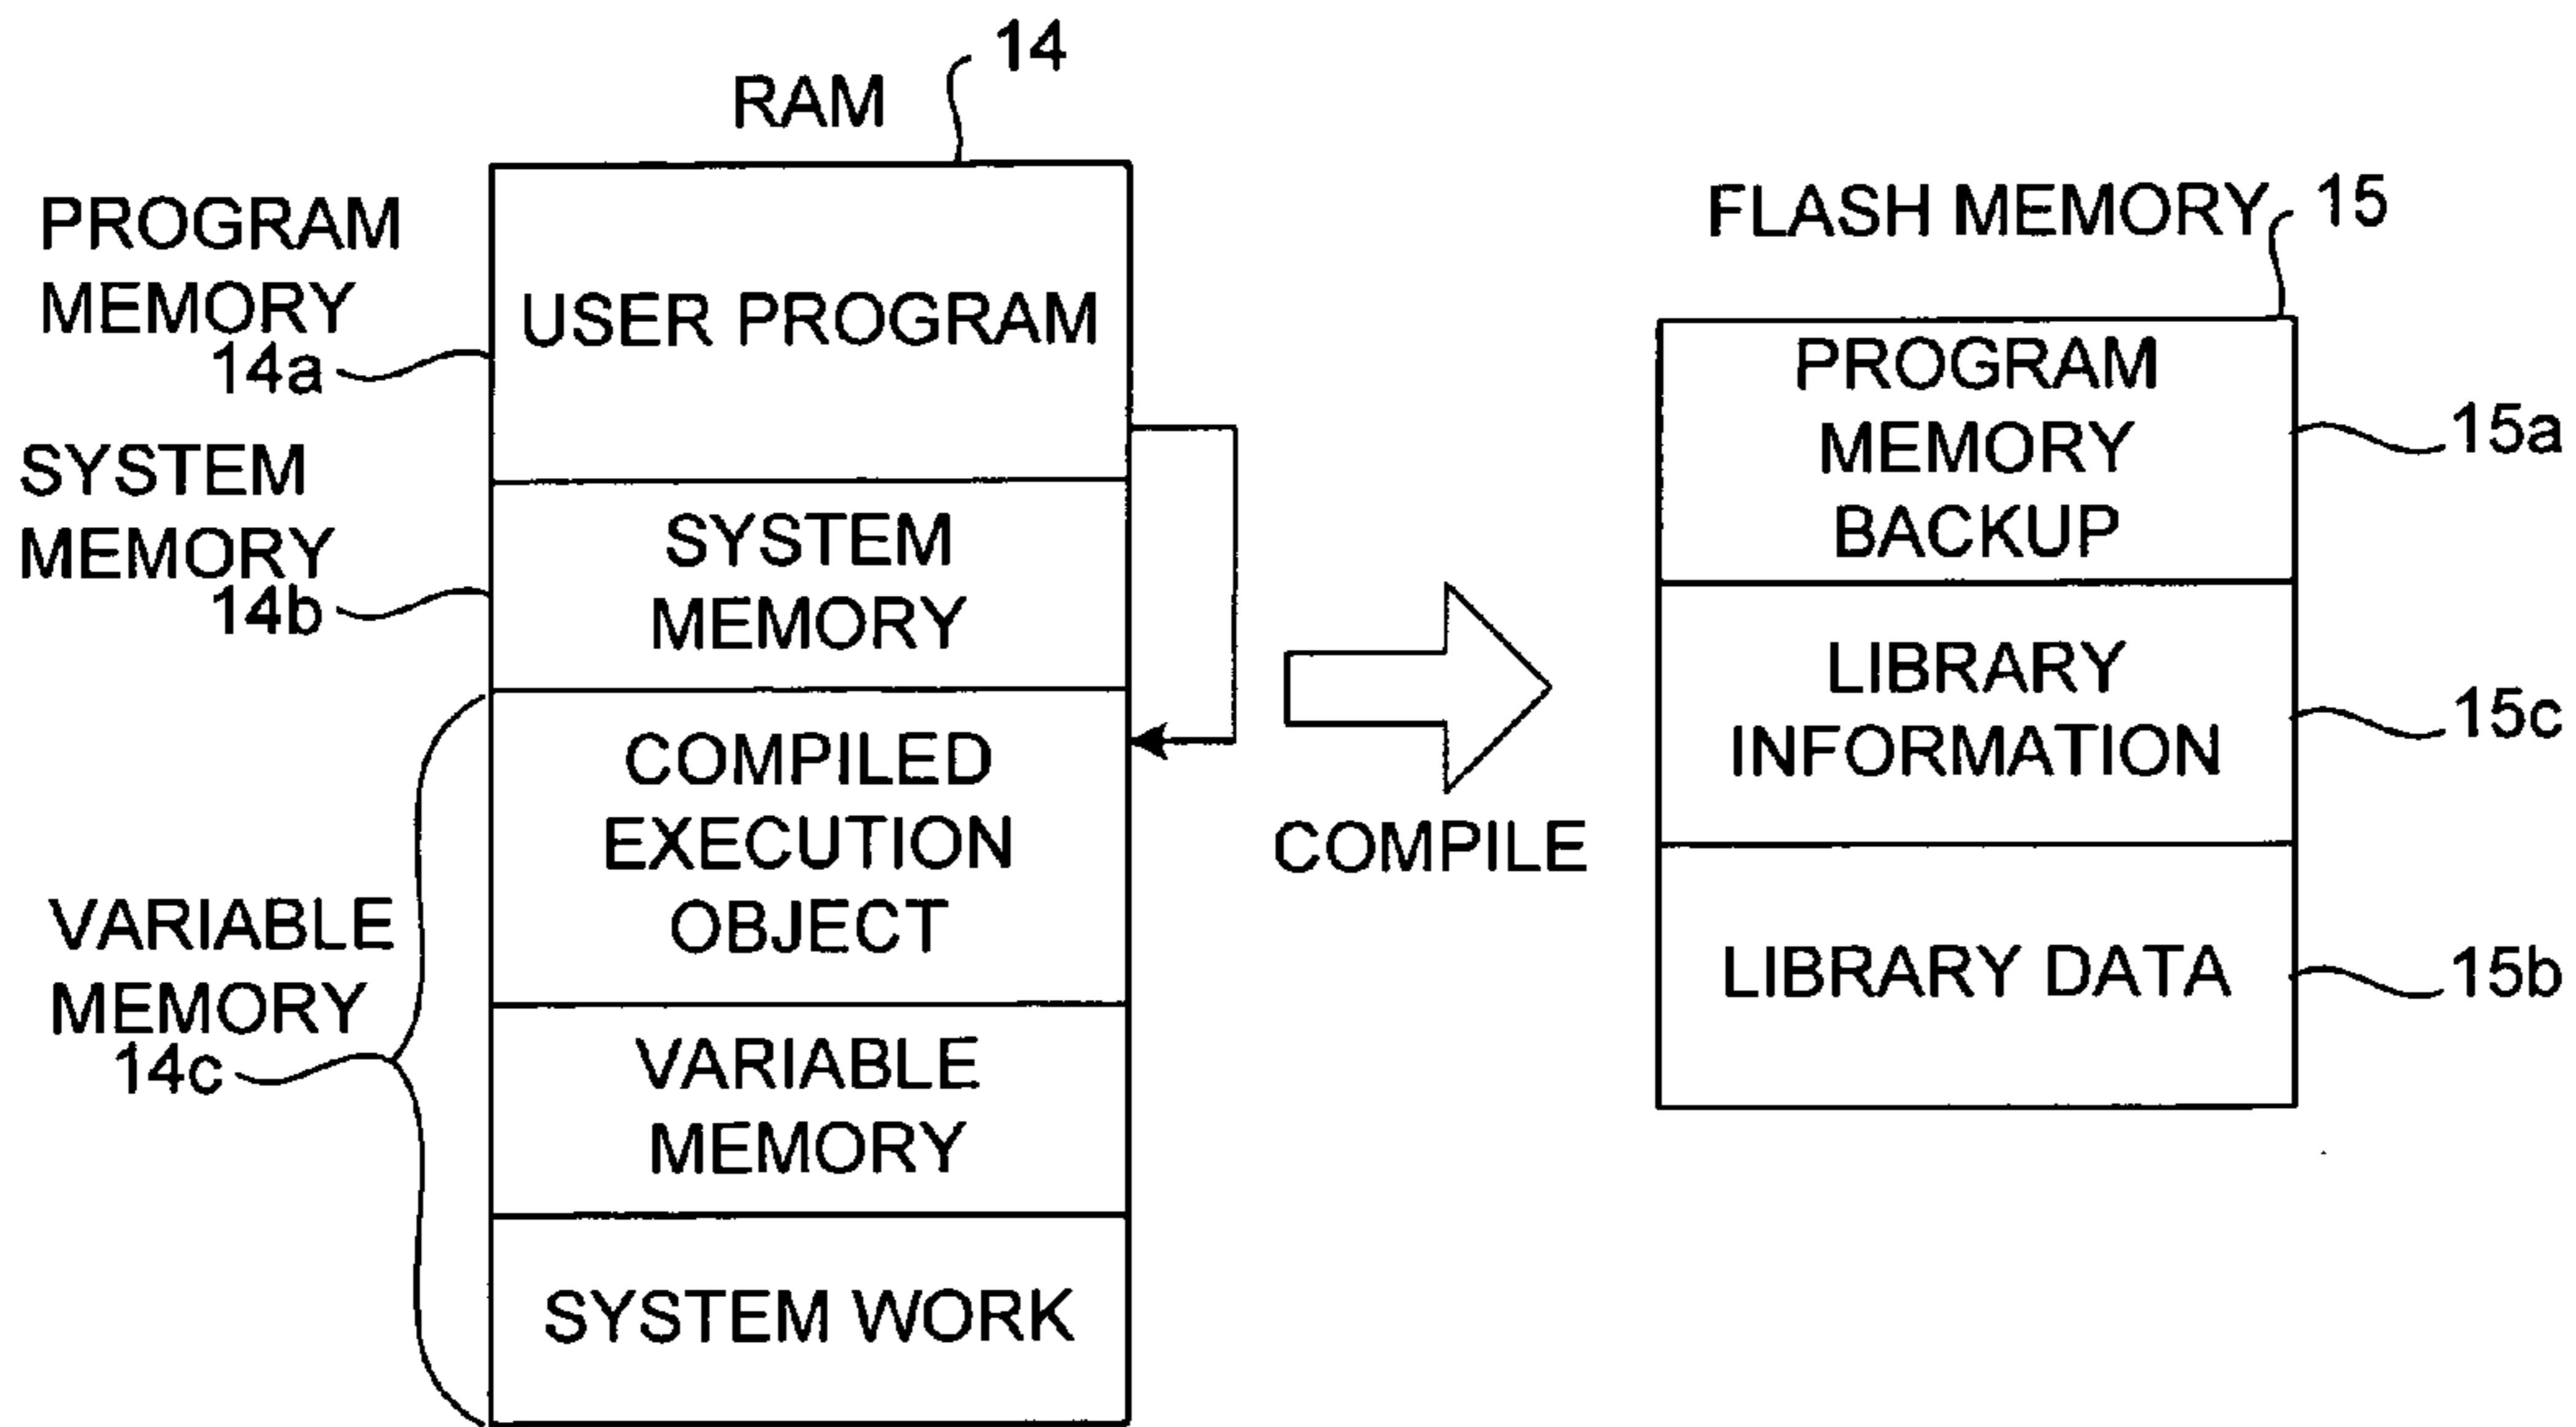 RAM
14
PROGRAM
MEMORY
14a
USER PROGRAM
SYSTEM
MEMORY
14b
SYSTEM
MEMORY
COMPILED
EXECUTION
OBJECT
VARIABLE
MEMORY
14c
VARIABLE
MEMORY
SYSTEM WORK
COMPILE
FLASH MEMORY
15
PROGRAM
MEMORY
BACKUP
15a
LIBRARY
INFORMATION
15c
LIBRARY DATA
15b